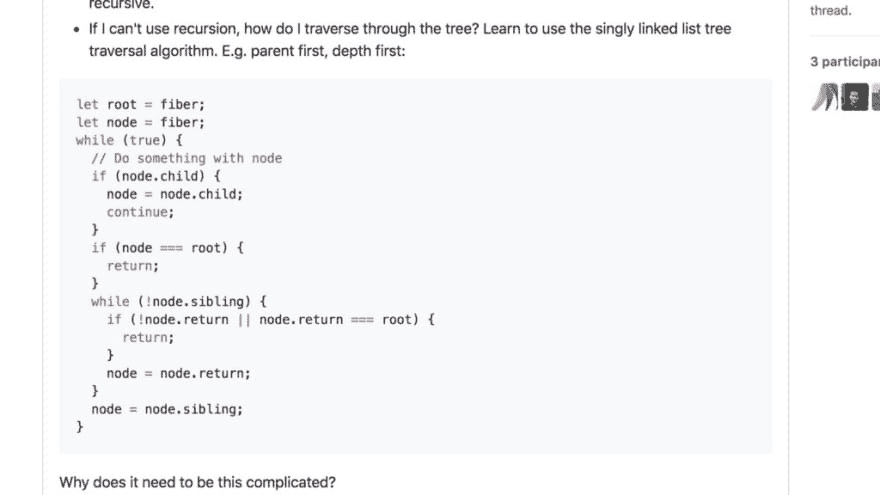 recursive.
• If I can't use recursion, how do I traverse through the tree? Learn to use the singly linked list tree
traversal algorithm. E.g. parent first, depth first:
let root = fiber;
let node = fiber;
while (true) {
  // Do something with node
  if (node.child) {
    node = node.child;
    continue;
  }
  if (node === root) {
    return;
  }
  while (!node.sibling) {
    if (!node.return || node.return === root) {
      return;
    }
    node = node.return;
  }
  node = node.sibling;
}
Why does it need to be this complicated?
thread.
3 participa